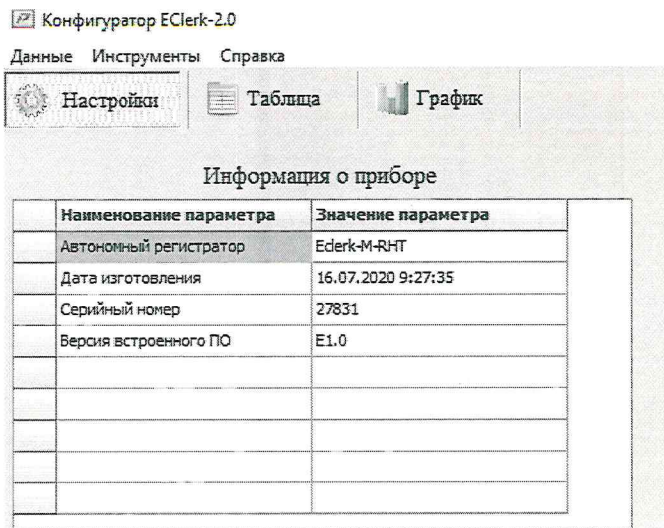 Конфигуратор EClerk-2.0
Данные Инструменты Справка
Настройки Таблица График
Информация о приборе
Наименование параметра Значение параметра
Автономный регистратор Eclerk-M-RHT
Дата изготовления 16.07.2020 9:27:35
Серийный номер 27831
Версия встроенного ПО E1.0